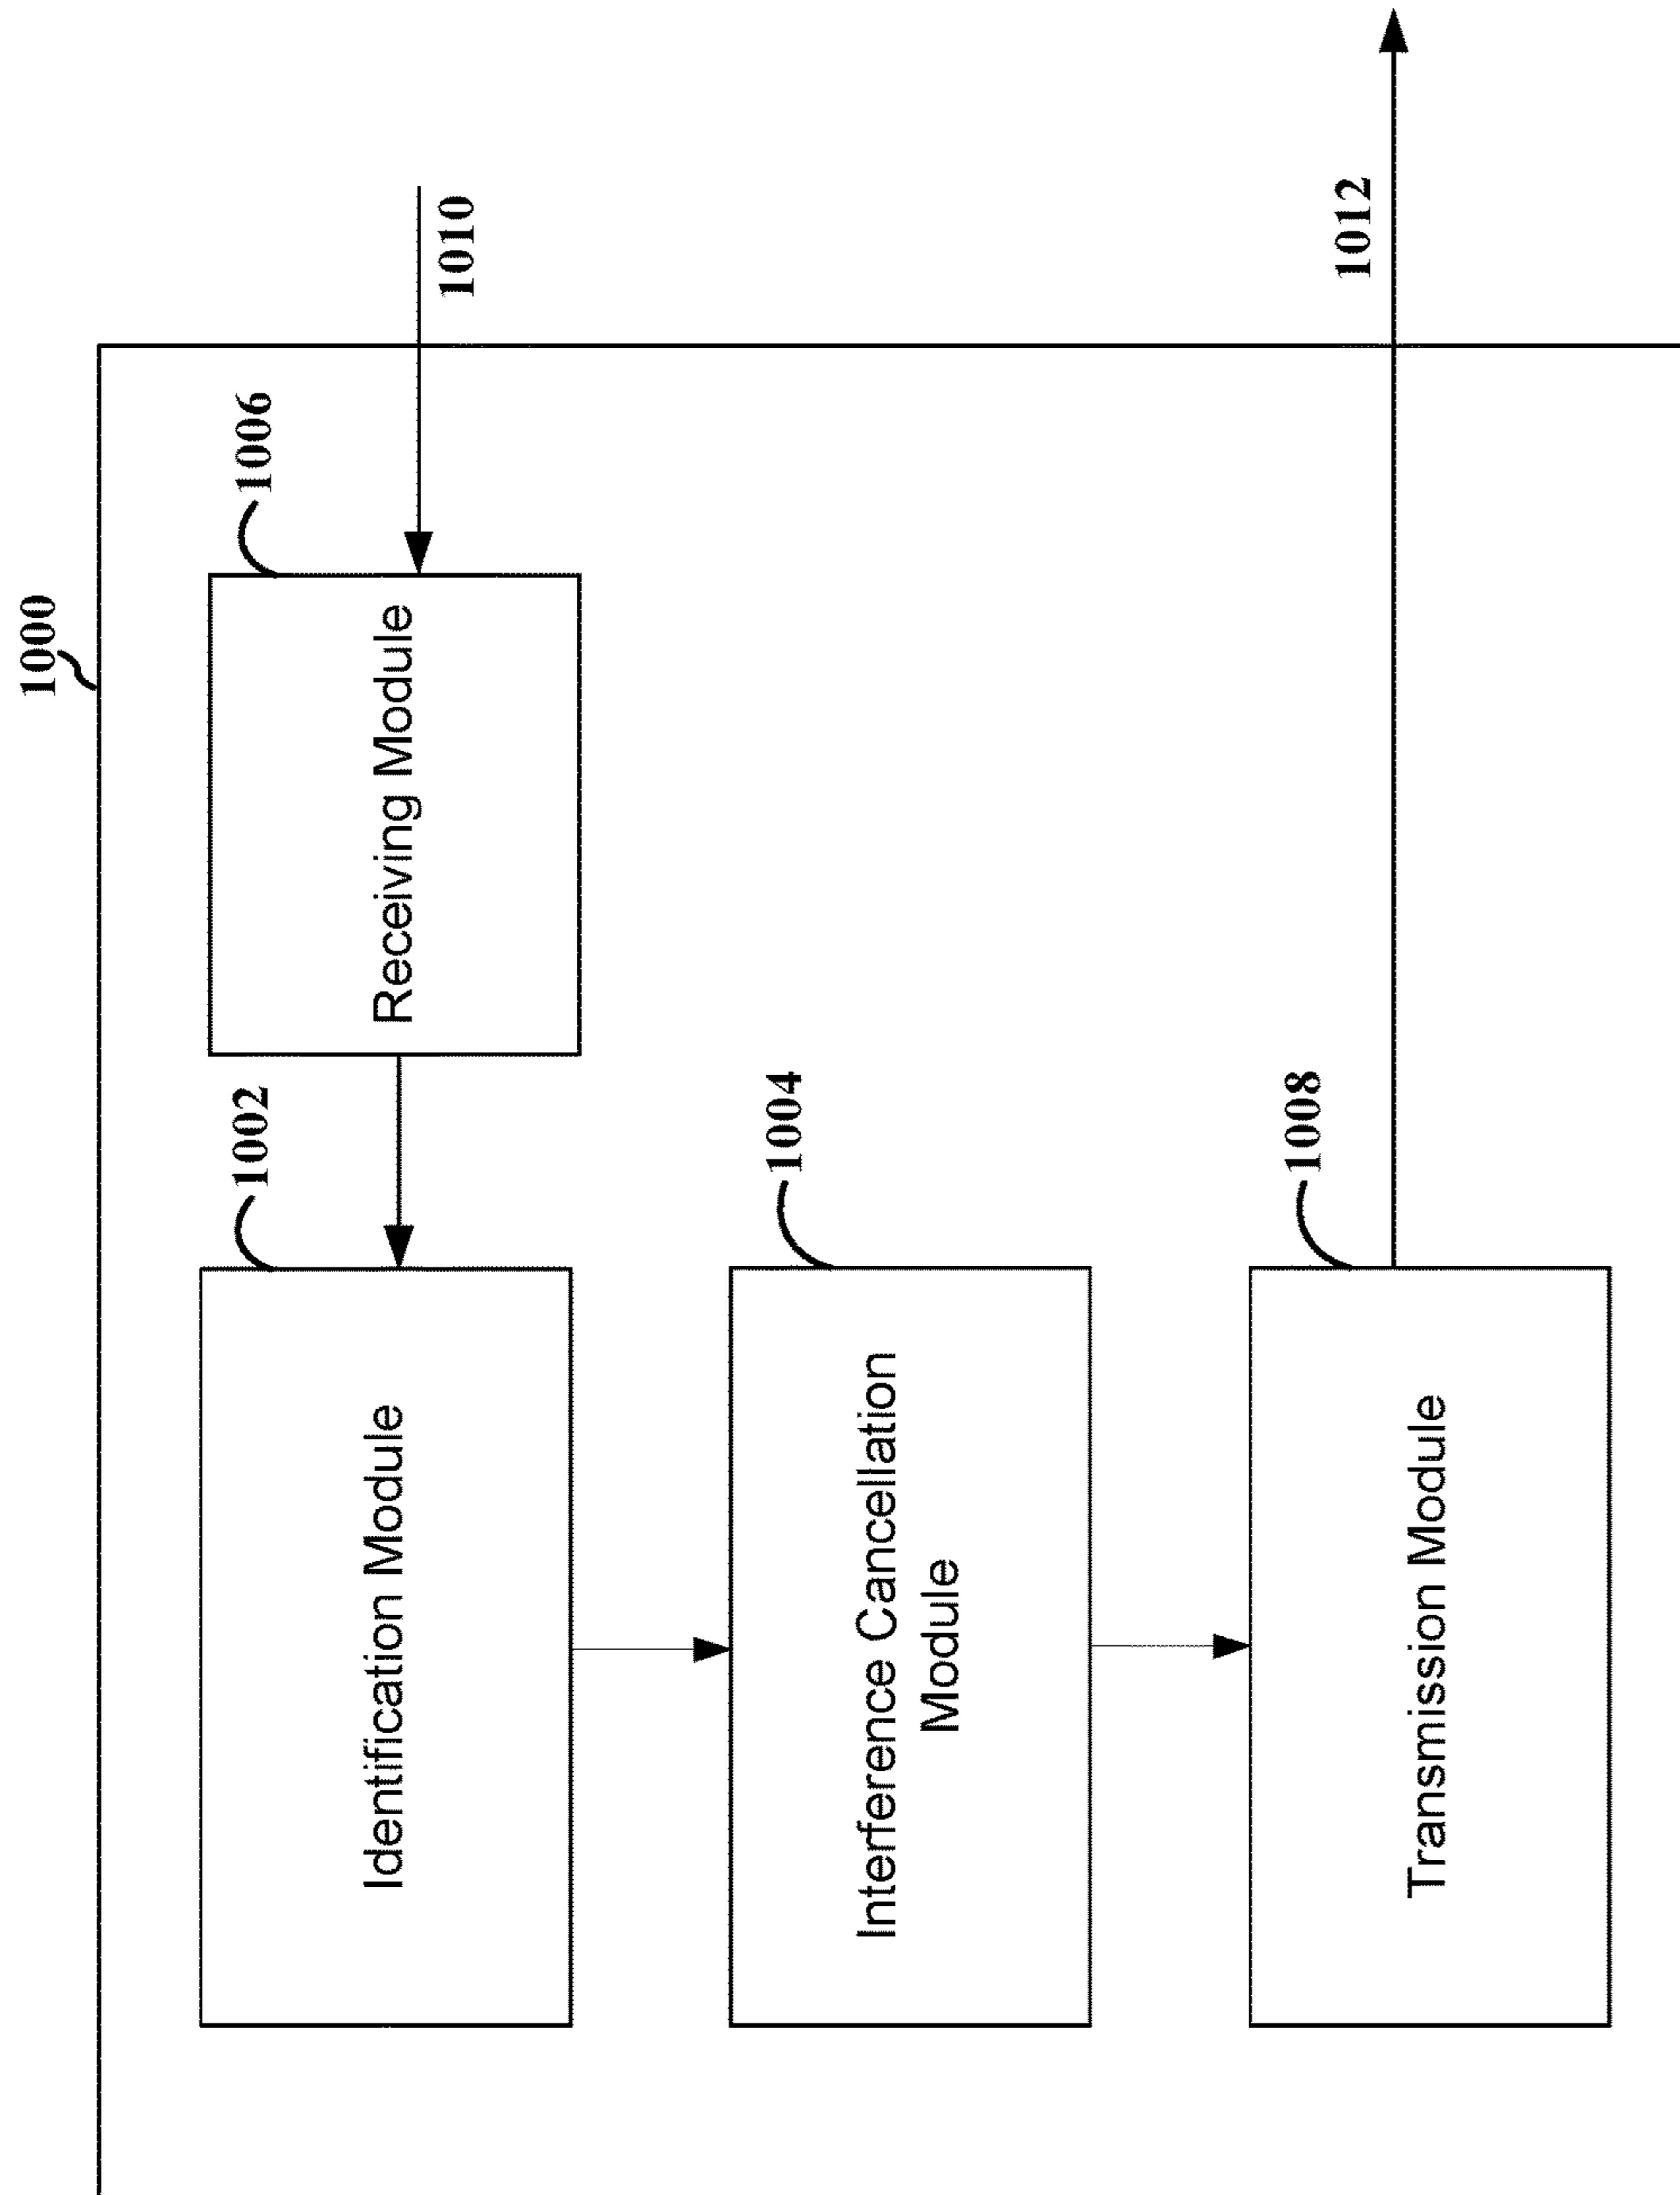 1000
1010
1006
Receiving Module
1002
Identification Module
1004
Interference Cancellation
Module
1008
Transmission Module
1012